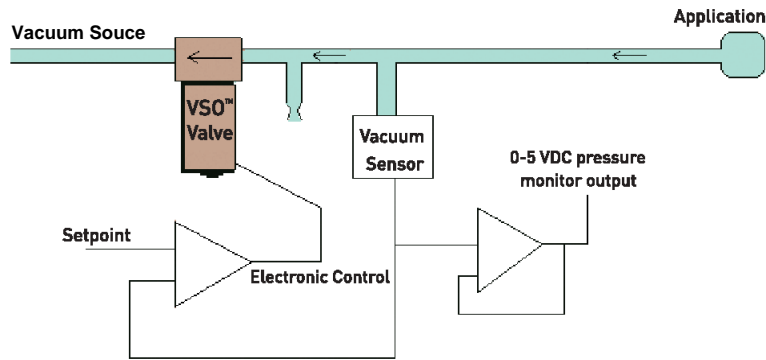 Application
Vacuum Souce
VSO™
Valve
Vacuum
Sensor
0-5 VDC pressure
monitor output
Setpoint
Electronic Control